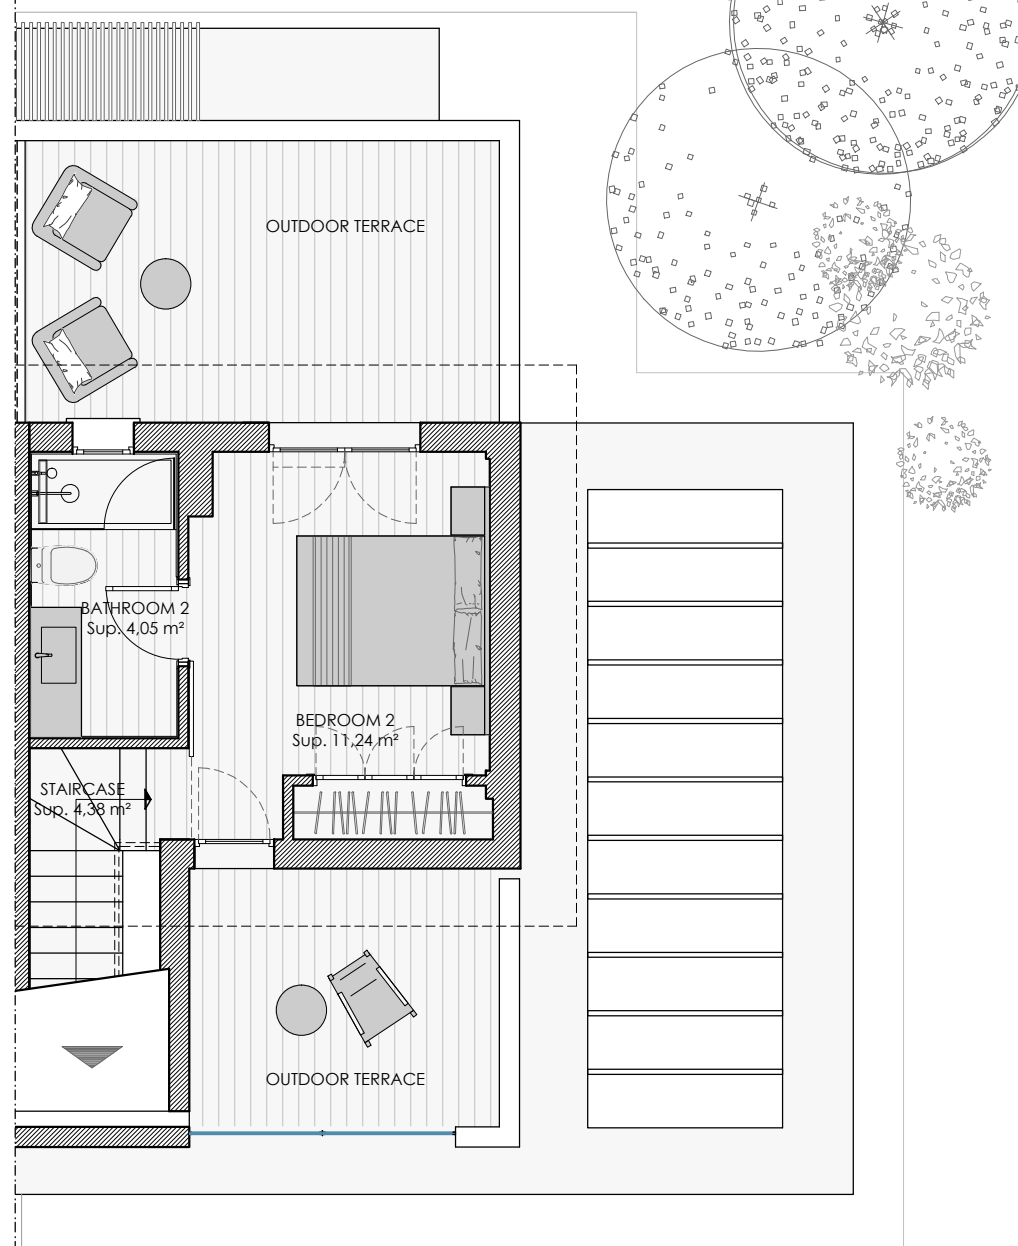 OUTDOOR TERRACE
BATHROOM 2
Sup. 4,05 m²
BEDROOM 2
Sup. 11,24 m²
STAIRCASE
Sup. 4,38 m²
OUTDOOR TERRACE